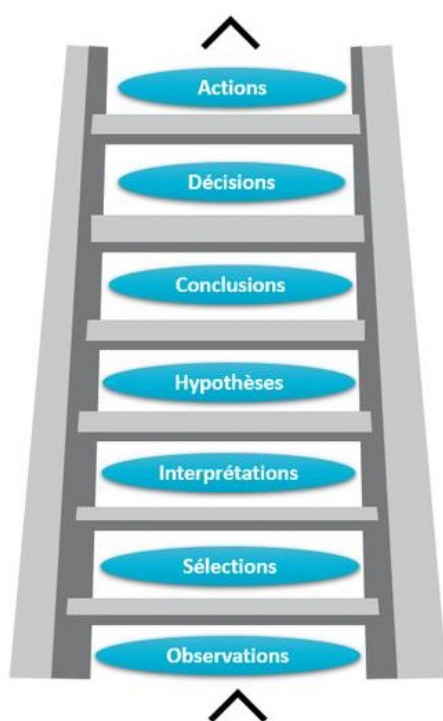 Actions
Décisions
Conclusions
Hypothèses
Interprétations
Sélections
Observations